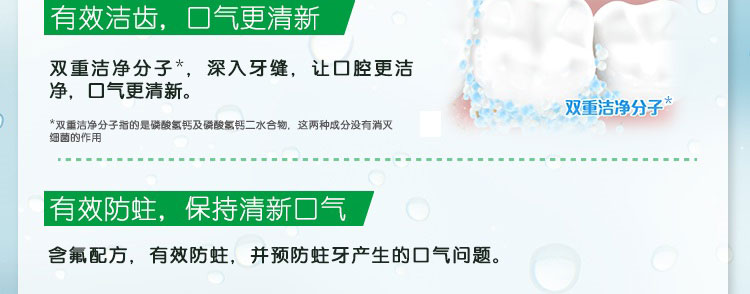 有效洁齿，口气更清新
双重洁净分子*，深入牙缝，让口腔更洁
净，口气更清新。
双重洁净分子*
*双重洁净分子指的是磷酸氢钙及磷酸氢钙二水合物，这两种成分没有消灭
细菌的作用
有效防蛀，保持清新口气
含氟配方，有效防蛀，并预防蛀牙产生的口气问题。